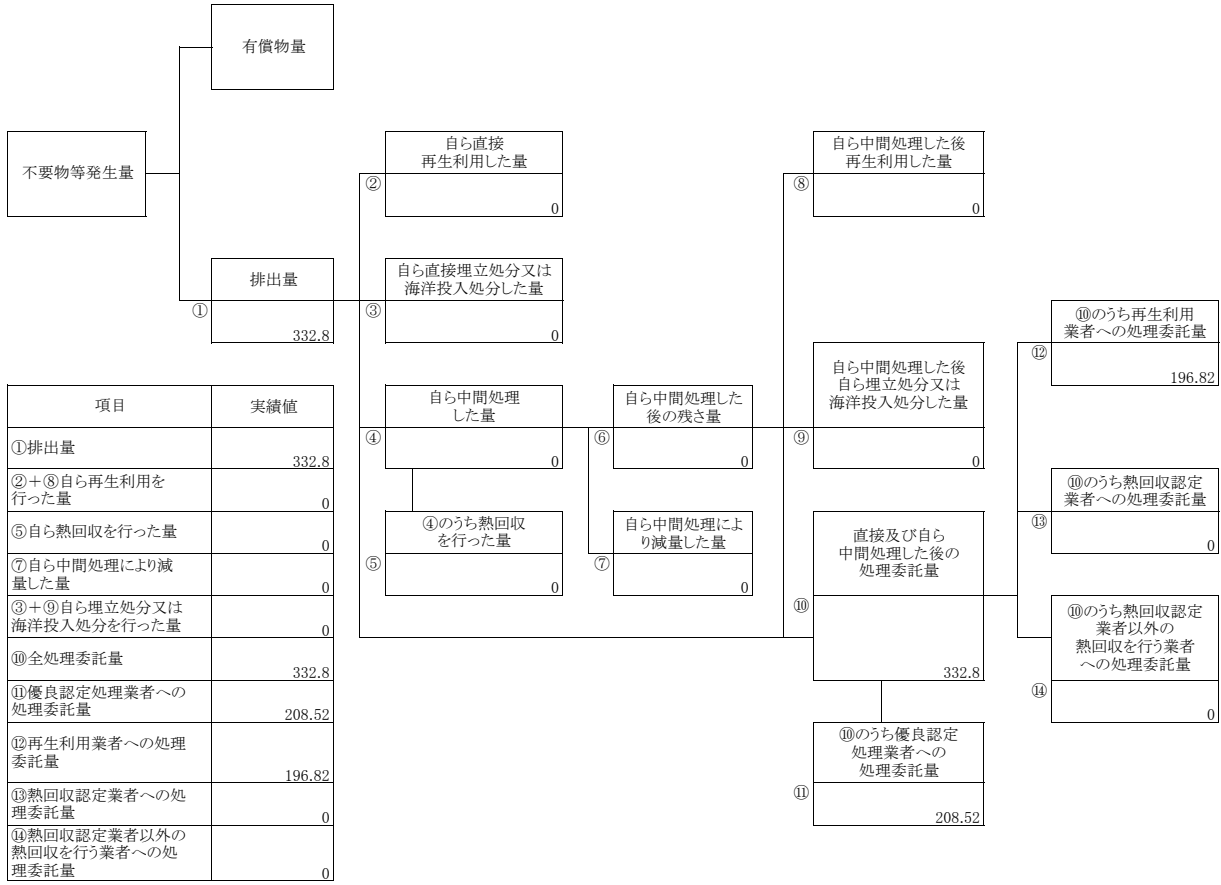 有償物量
不要物等発生量
自ら直接
再生利用した量
②
0
自ら中間処理した後
再生利用した量
⑧
0
排出量
①
332.8
自ら直接埋立処分又は
海洋投入処分した量
③
0
⑩のうち再生利用
業者への処理委託量
⑫
196.82
自ら中間処理
した量
④
0
自ら中間処理した
後の残さ量
⑥
0
自ら中間処理した後
自ら埋立処分又は
海洋投入処分した量
⑨
0
⑩のうち熱回収認定
業者への処理委託量
⑬
0
④のうち熱回収
を行った量
⑤
0
自ら中間処理によ
り減量した量
⑦
0
直接及び自ら
中間処理した後の
処理委託量
⑩
332.8
⑩のうち熱回収認定
業者以外の
熱回収を行う業者
への処理委託量
⑭
0
⑩のうち優良認定
処理業者への
処理委託量
⑪
208.52
項目 実績値
①排出量
332.8
②+⑧自ら再生利用を
行った量
0
⑤自ら熱回収を行った量
0
⑦自ら中間処理により減
量した量
0
③+⑨自ら埋立処分又は
海洋投入処分を行った量
0
⑩全処理委託量
332.8
⑪優良認定処理業者への
処理委託量
208.52
⑫再生利用業者への処理
委託量
196.82
⑬熱回収認定業者への処
理委託量
0
⑭熱回収認定業者以外の
熱回収を行う業者への処
理委託量
0